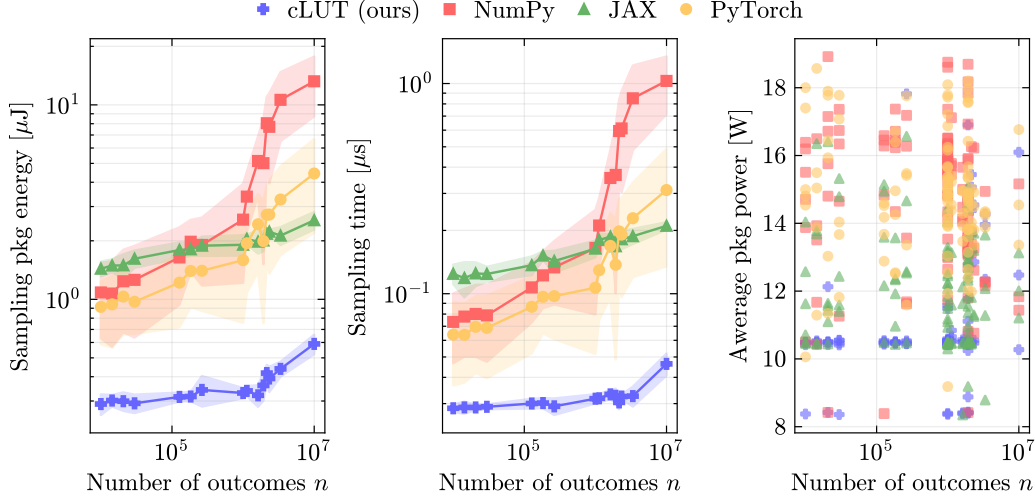 cLUT (ours) NumPy JAX PyTorch
Sampling pkg energy [μJ]
10^1
10^0
10^5 10^7
Number of outcomes n
Sampling time [μs]
10^0
10^−1
10^5 10^7
Number of outcomes n
Awerage pkg power [W]
18
16
14
12
10
8
10^5 10^7
Number of outcomes n